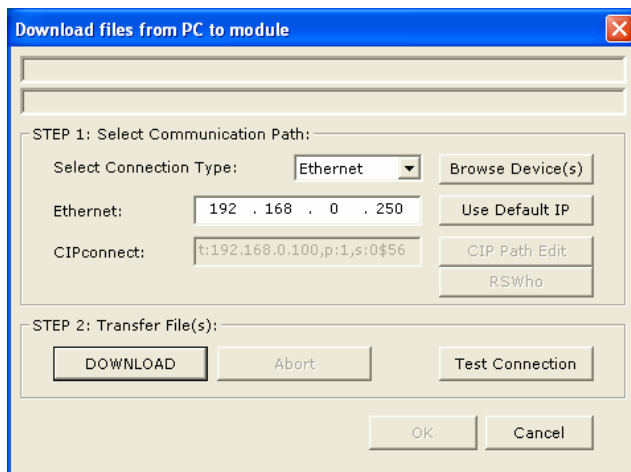 Download files from PC to module
STEP 1: Select Communication Path:
Select Connection Type: Ethernet Browse Device(s)
Ethernet: 192 . 168 . 0 . 250 Use Default IP
CIPconnect: t:192.168.0.100,p:1,s:0$56 CIP Path Edit
RSWho
STEP 2: Transfer File(s):
DOWNLOAD Abort Test Connection
OK Cancel